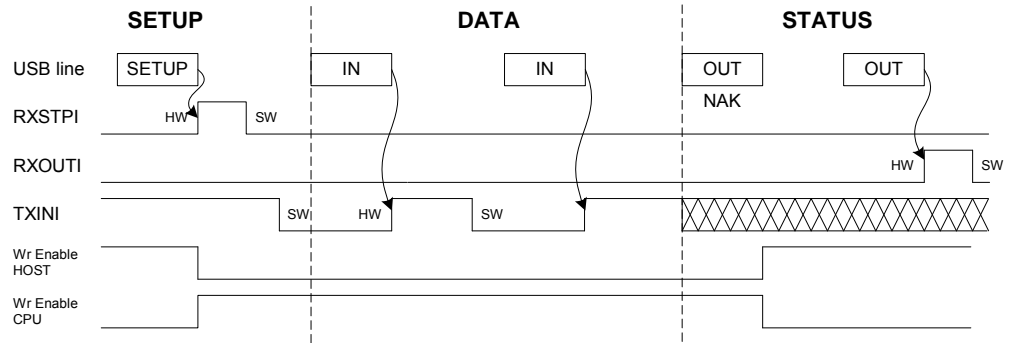 SETUP DATA STATUS
USB line SETUP IN IN OUT OUT
NAK
RXSTPI HW SW
RXOUTI HW SW
TXINI SW HW SW
Wr Enable
HOST
Wr Enable
CPU